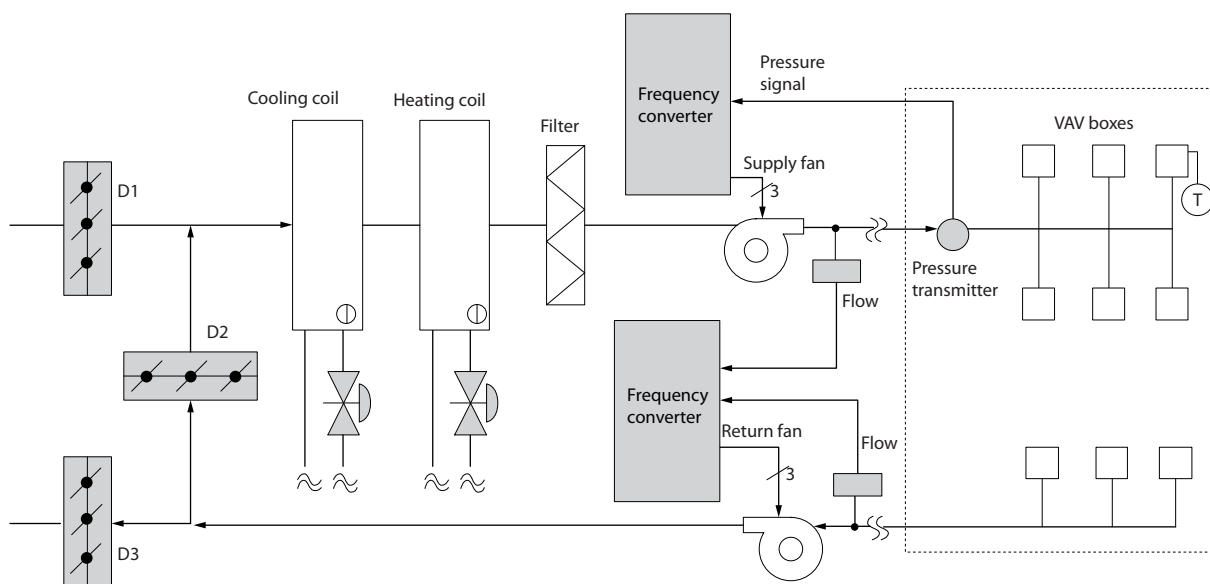 Pressure
signal
Cooling coil
Heating coil
Frequency
converter
VAV boxes
Filter
Supply fan
D1
3
T
Pressure
transmitter
Flow
D2
Frequency
converter
Return fan
Flow
3
D3